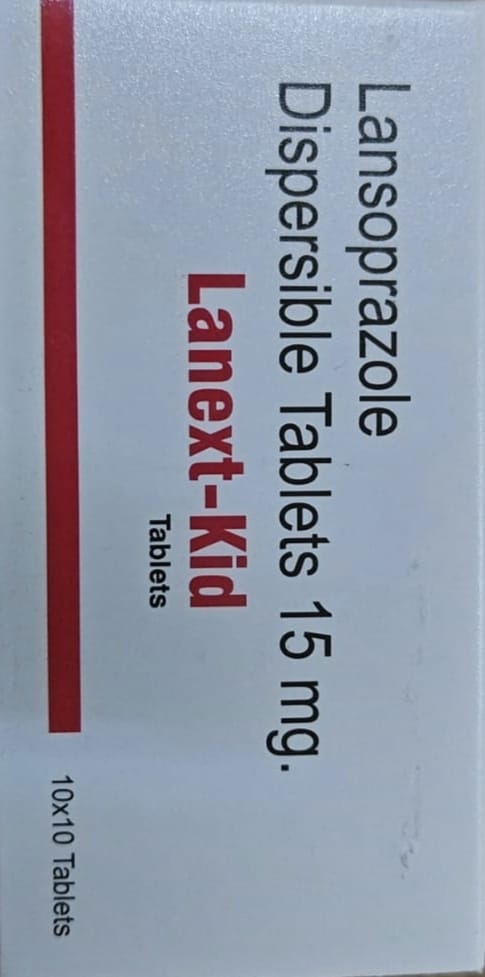 Lansoprazole
Dispersible Tablets 15 mg.
Lanext-Kid
Tablets
10x10 Tablets